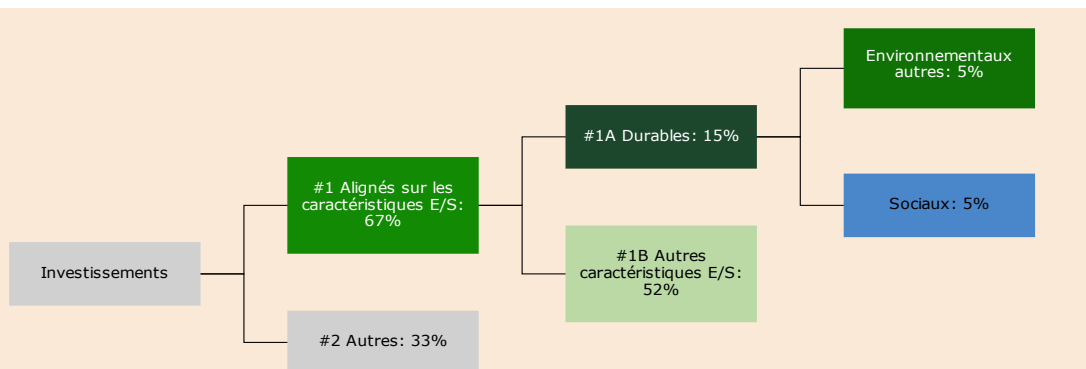 Environnementaux
autres: 5%
#1A Durables: 15%
#1 Alignés sur les
caractéristiques E/S:
67%
Sociaux: 5%
#1B Autres
caractéristiques E/S:
52%
Investissements
#2 Autres: 33%